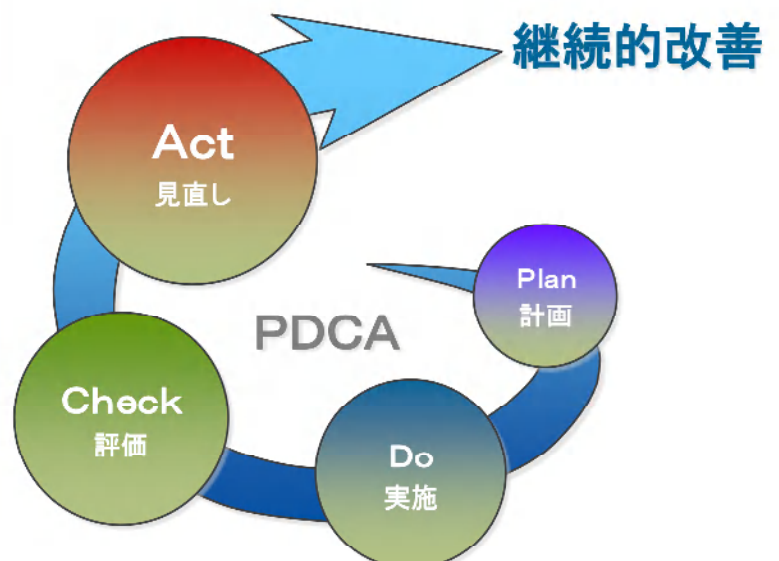 継続的改善
Act
見直し
Plan
計画
PDCA
Check
評価
Do
実施